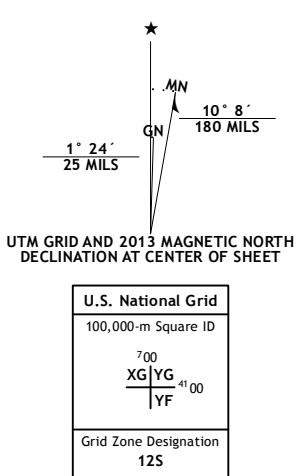 ★
MN
GN
10° 8´
180 MILS
1° 24´
25 MILS
UTM GRID AND 2013 MAGNETIC NORTH
DECLINATION AT CENTER OF SHEET
U.S. National Grid
100,000-m Square ID
⁷00
XG YG
⁴¹00
YF
Grid Zone Designation
12S